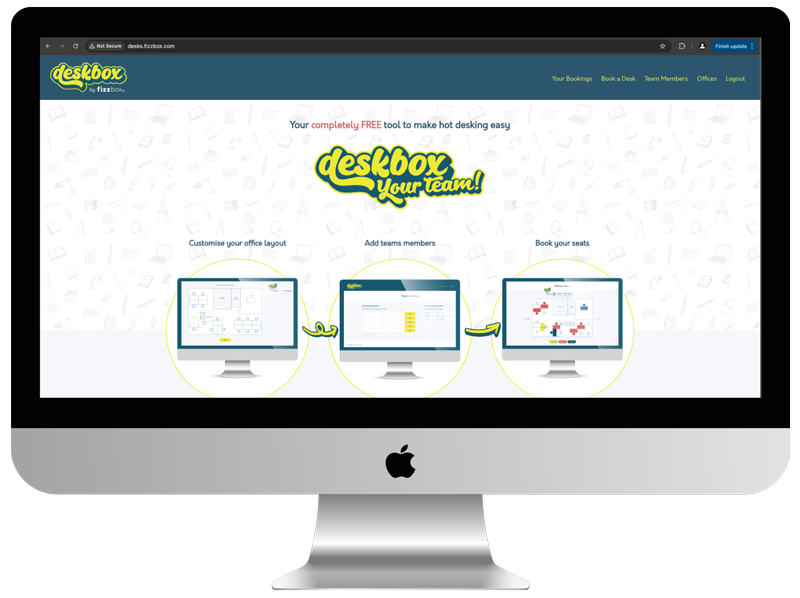 Not Secure
desks.fizzbox.com
Finish update
deskbox
by fizzbox
Your Bookings
Book a Desk
Team Members
Offices
Logout
Your completely FREE tool to make hot desking easy
deskbox
Your team!
Customise your office layout
Add teams members
Book your seats
deskbox